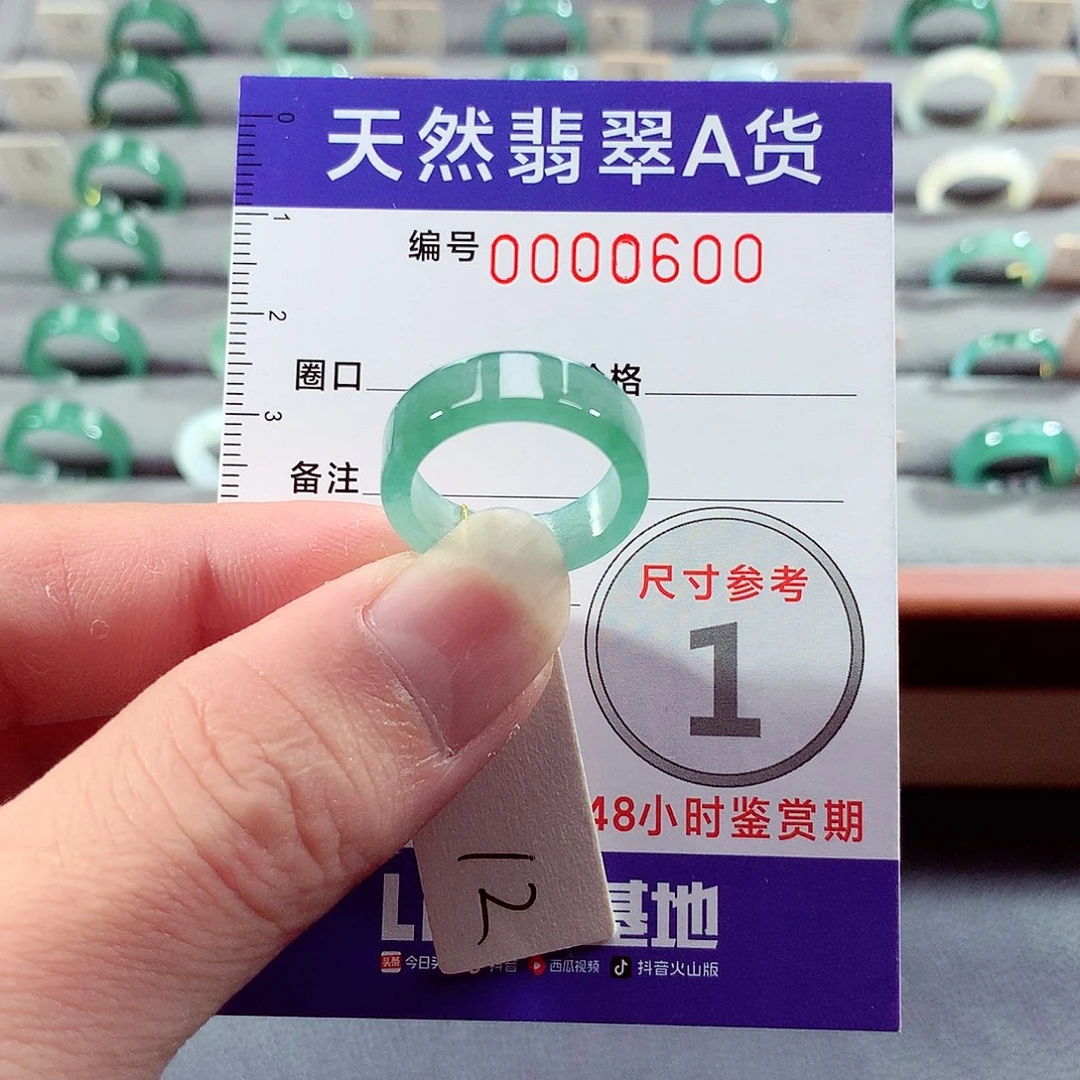 天然翡翠A货
0
1
2
3
编号 0000600
圈口 格
备注
尺寸参考
1
48小时鉴赏期
基地
头条 今日 抖音 西瓜视频 抖音火山版
12